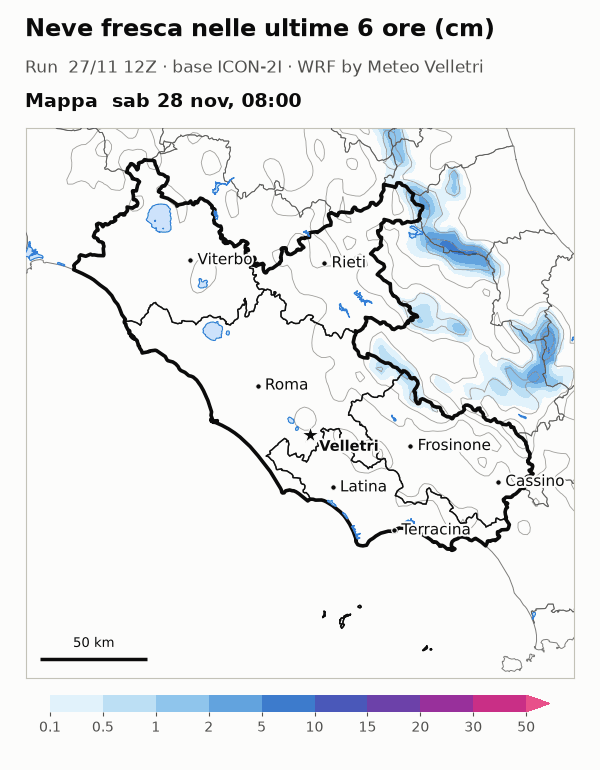 Neve fresca nelle ultime 6 ore (cm)
Run 27/11 12Z · base ICON-2I · WRF by Meteo Velletri
Mappa sab 28 nov, 08:00
Viterbo
Rieti
Roma
Velletri
Frosinone
Latina
Cassino
Terracina
50 km
0.1 0.5 1 2 5 10 15 20 30 50